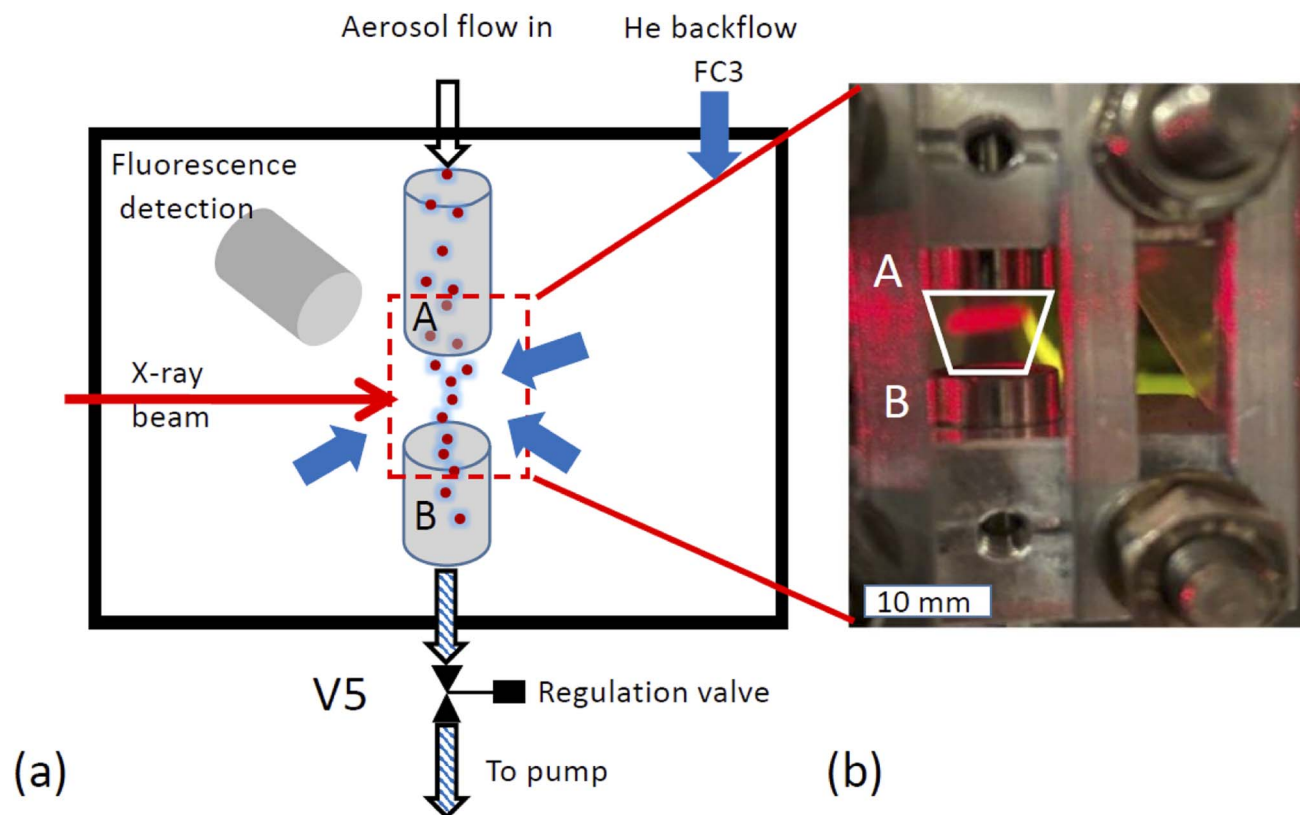 Aerosol flow in
He backflow
FC3
Fluorescence
detection
A
X-ray
beam
B
V5
Regulation valve
To pump
(a)
A
B
10 mm
(b)